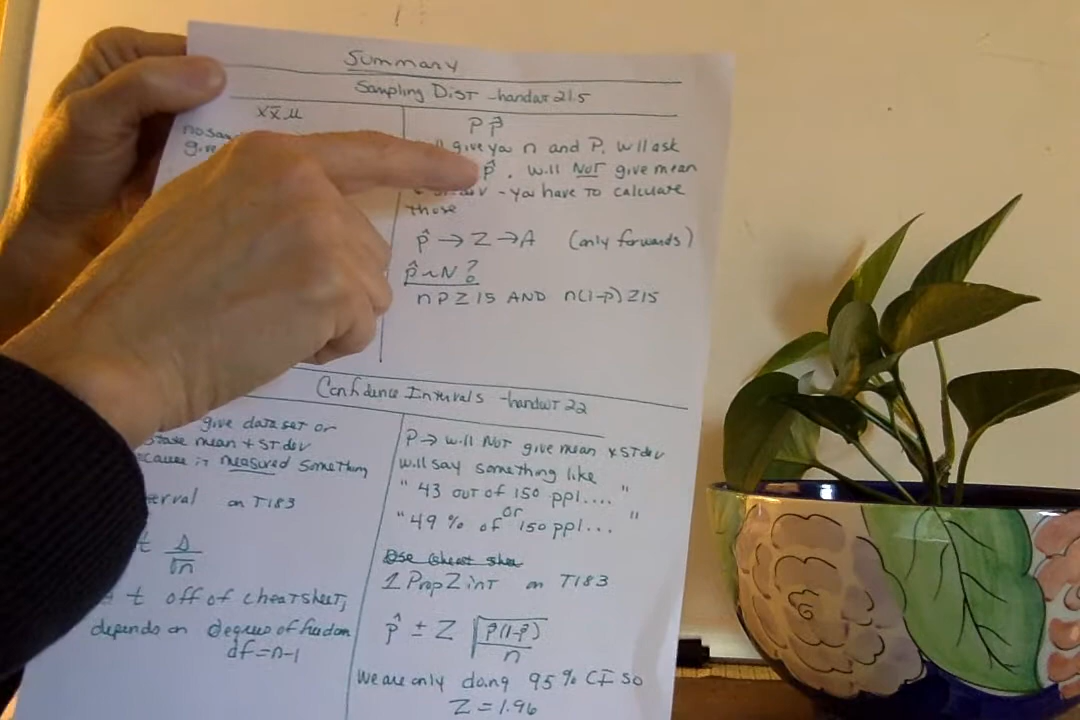 Summary
Sampling Dist -handout 21.5
x x̄ μ
give
p p̂
give you n and P. Will ask
p̂. Will NOT give mean
- you have to calculate
those
p̂ → Z → A (only forwards)
p̂ ~ N?
np ≥ 15 AND n(1-p) ≥ 15
Confidence Intervals -handout 22
give data set or
state mean + st dev
because it measured something
on TI83
t s/√n
t off of cheatsheet,
depends on degrees of freedom
df = n-1
P → will NOT give mean & st dev
will say something like
" 43 out of 150 ppl.... "
or
" 49 % of 150 ppl... "
1 Prop Z int on TI83
p̂ ± Z √p̂(1-p̂)/n
We are only doing 95 % CI so
Z = 1.96